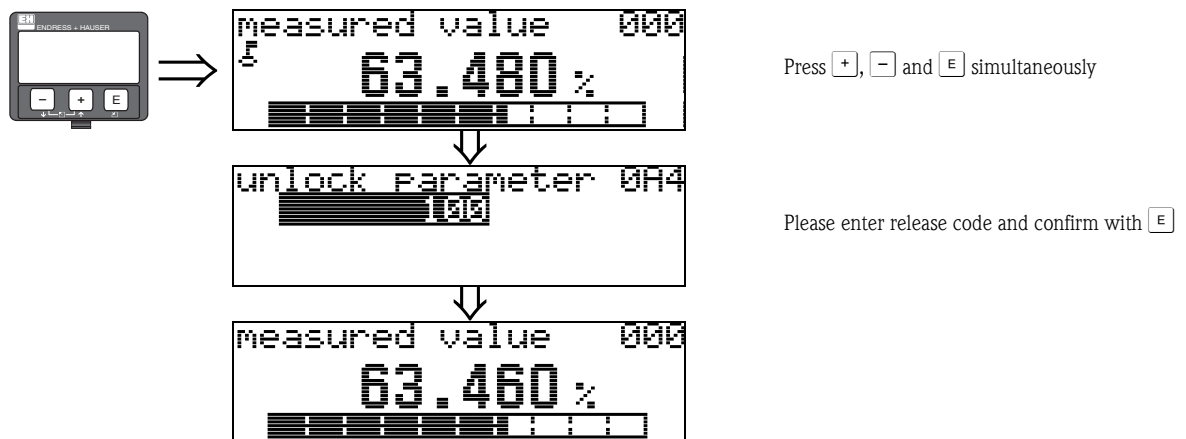 EH
ENDRESS + HAUSER
- + E
measured value 000
63.480 %
Press +, - and E simultaneously
unlock parameter 0A4
100
Please enter release code and confirm with E
measured value 000
63.460 %